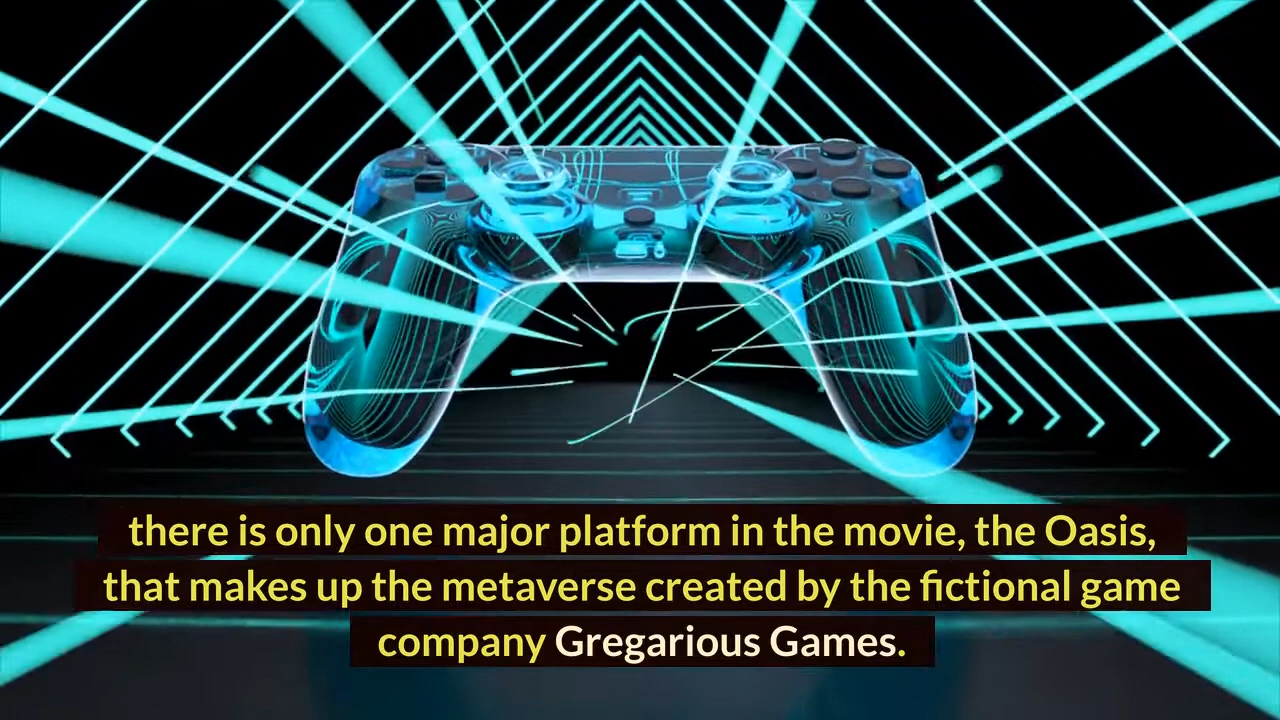 there is only one major platform in the movie, the Oasis,
that makes up the metaverse created by the fictional game
company Gregarious Games.